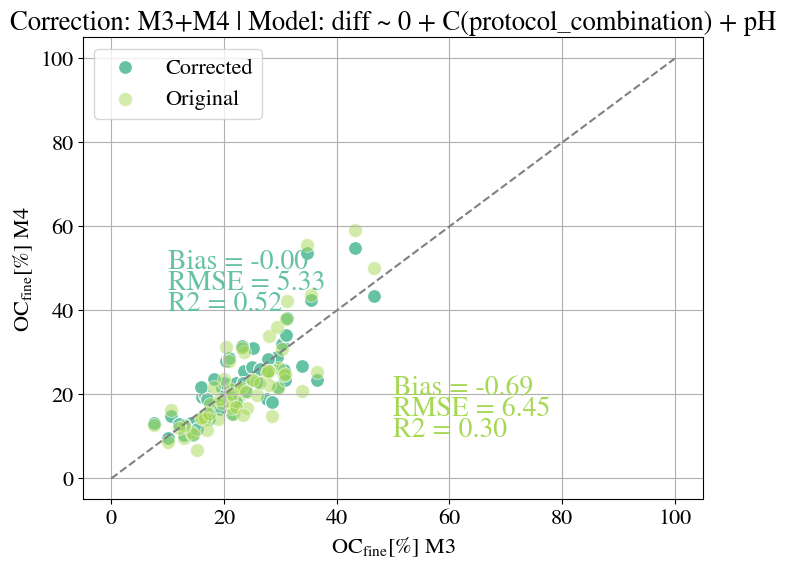 Correction: M3+M4 | Model: diff ~ 0 + C(protocol_combination) + pH
100
80
60
40
20
0
OCfine[%] M4
Corrected
Original
Bias = -0.00
RMSE = 5.33
R2 = 0.52
Bias = -0.69
RMSE = 6.45
R2 = 0.30
0
20
40
60
80
100
OCfine[%] M3